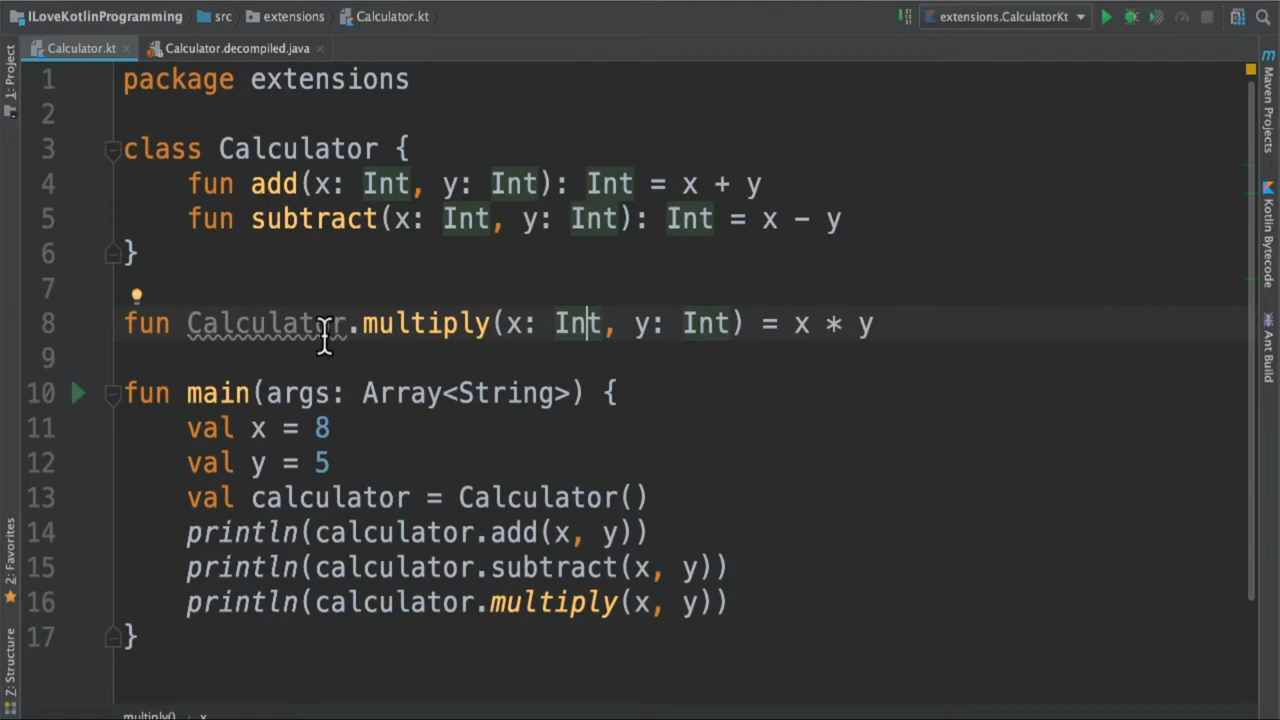 ILoveKotlinProgramming src extensions Calculator.kt extensions.CalculatorKt
Calculator.kt Calculator.decompiled.java
1 package extensions
2
3 class Calculator {
4 fun add(x: Int, y: Int): Int = x + y
5 fun subtract(x: Int, y: Int): Int = x - y
6 }
7
8 fun Calculator.multiply(x: Int, y: Int) = x * y
9
10 fun main(args: Array<String>) {
11 val x = 8
12 val y = 5
13 val calculator = Calculator()
14 println(calculator.add(x, y))
15 println(calculator.subtract(x, y))
16 println(calculator.multiply(x, y))
17 }
1: Project
2: Favorites
7: Structure
m Maven Projects
Kotlin Bytecode
Ant Build
multiply() x